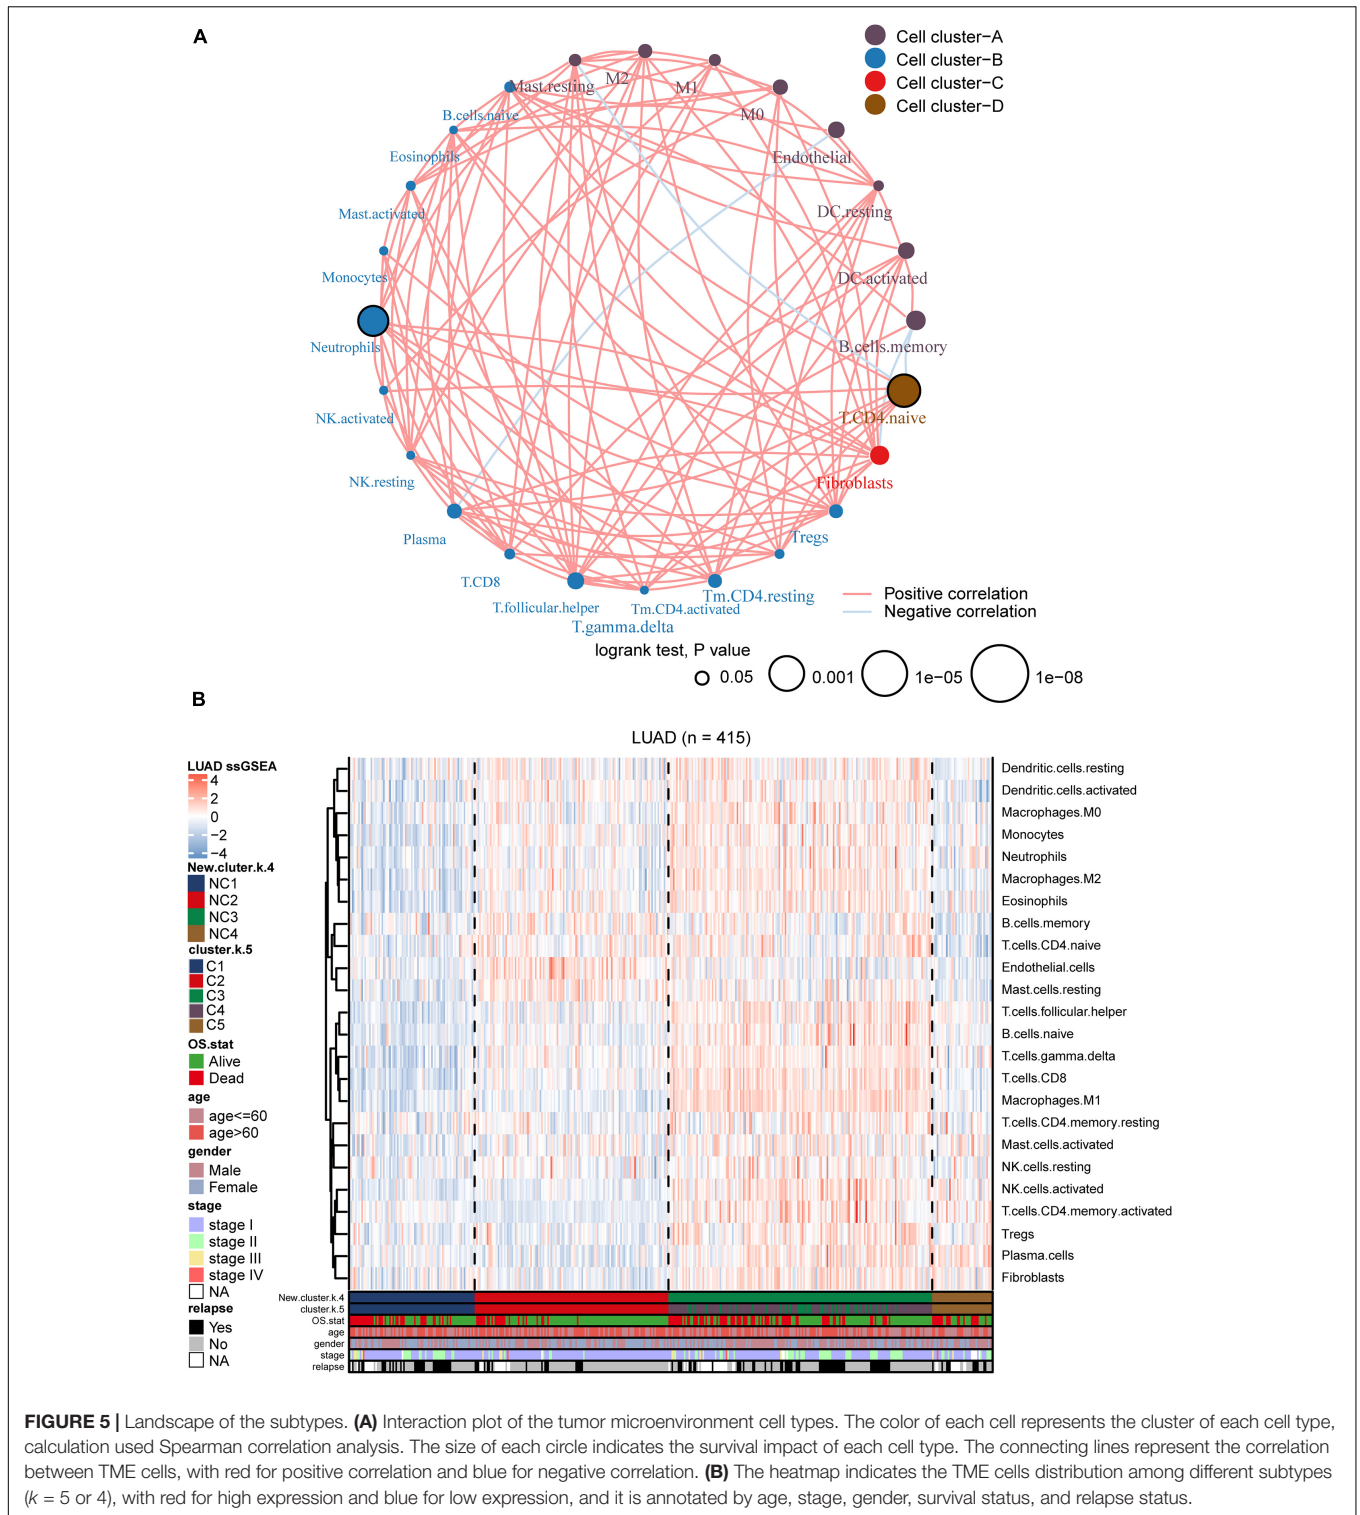 A
Cell cluster−A
Cell cluster−B
Cell cluster−C
Cell cluster−D
Mast.resting
M2
M1
M0
B.cells.naive
Endothelial
Eosinophils
DC.resting
Mast.activated
DC.activated
Monocytes
B.cells.memory
Neutrophils
T.CD4.naive
NK.activated
Fibroblasts
NK.resting
Tregs
Plasma
T.CD8
Tm.CD4.resting
T.follicular.helper
Tm.CD4.activated
T.gamma.delta
Positive correlation
Negative correlation
logrank test, P value
0.05
0.001
1e−05
1e−08
B
LUAD (n = 415)
LUAD ssGSEA
4
2
0
−2
−4
New.cluter.k.4
NC1
NC2
NC3
NC4
cluster.k.5
C1
C2
C3
C4
C5
OS.stat
Alive
Dead
age
age<=60
age>60
gender
Male
Female
stage
stage I
stage II
stage III
stage IV
NA
relapse
Yes
No
NA
Dendritic.cells.resting
Dendritic.cells.activated
Macrophages.M0
Monocytes
Neutrophils
Macrophages.M2
Eosinophils
B.cells.memory
T.cells.CD4.naive
Endothelial.cells
Mast.cells.resting
T.cells.follicular.helper
B.cells.naive
T.cells.gamma.delta
T.cells.CD8
Macrophages.M1
T.cells.CD4.memory.resting
Mast.cells.activated
NK.cells.resting
NK.cells.activated
T.cells.CD4.memory.activated
Tregs
Plasma.cells
Fibroblasts
New.cluster.k.4
cluster.k.5
OS.stat
age
gender
stage
relapse
FIGURE 5 | Landscape of the subtypes. (A) Interaction plot of the tumor microenvironment cell types. The color of each cell represents the cluster of each cell type,
calculation used Spearman correlation analysis. The size of each circle indicates the survival impact of each cell type. The connecting lines represent the correlation
between TME cells, with red for positive correlation and blue for negative correlation. (B) The heatmap indicates the TME cells distribution among different subtypes
(k = 5 or 4), with red for high expression and blue for low expression, and it is annotated by age, stage, gender, survival status, and relapse status.